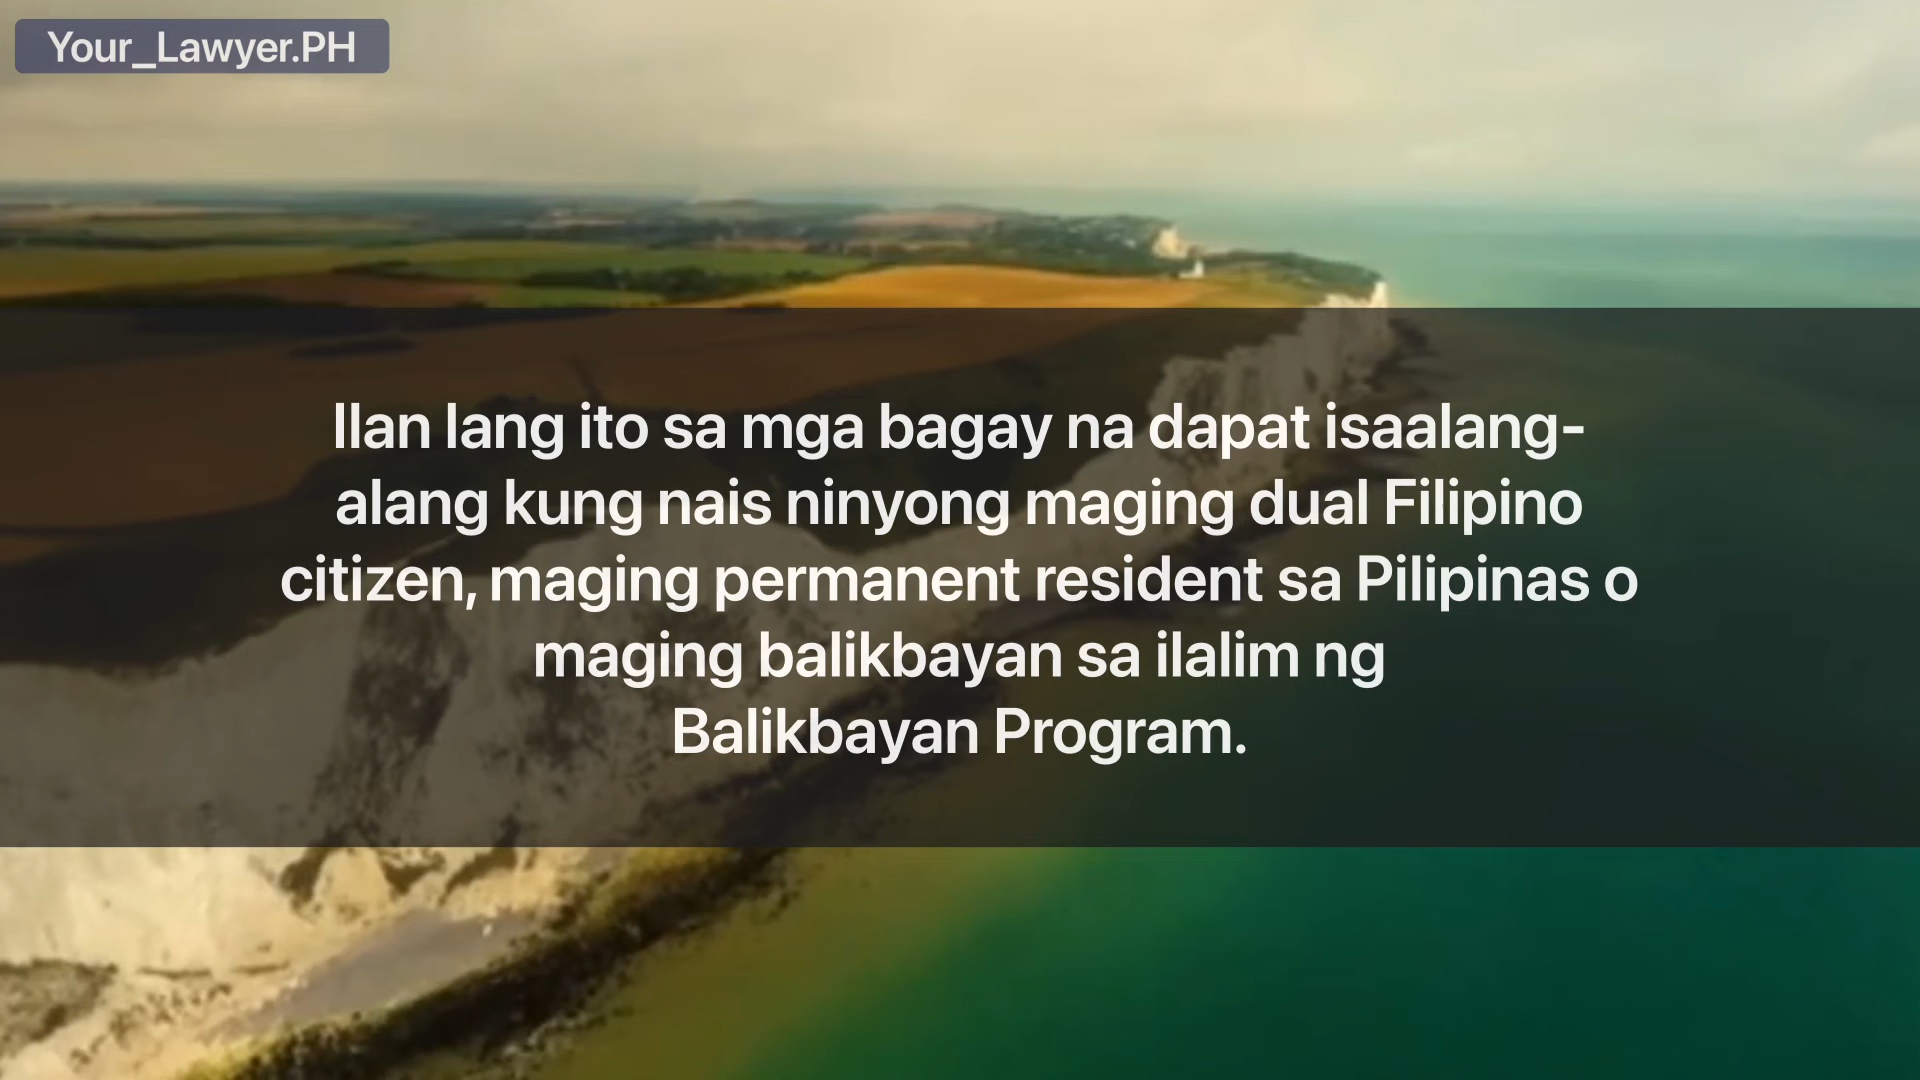 Your_Lawyer.PH
Ilan lang ito sa mga bagay na dapat isaalang-
alang kung nais ninyong maging dual Filipino
citizen, maging permanent resident sa Pilipinas o
maging balikbayan sa ilalim ng
Balikbayan Program.